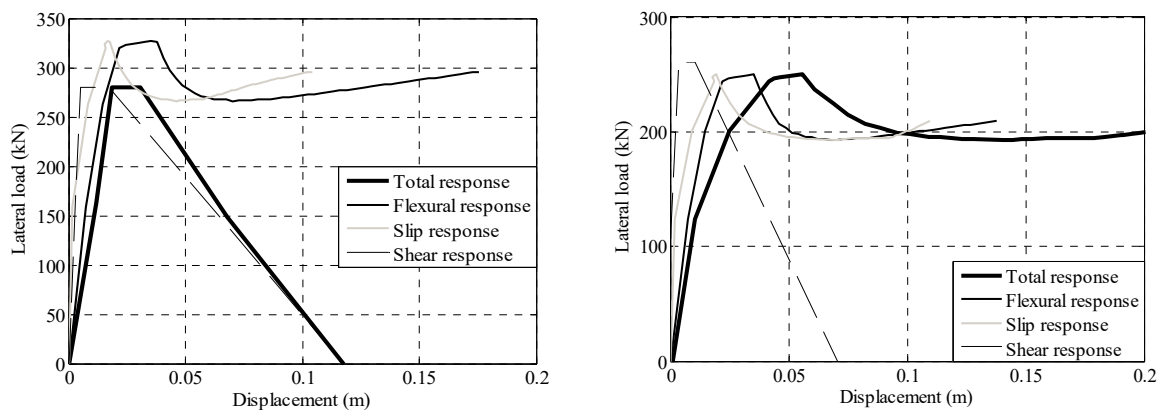 350
300
250
200
150
100
50
0
Lateral load (kN)
Total response
Flexural response
Slip response
Shear response
0 0.05 0.1 0.15 0.2
Displacement (m)
300
200
100
0
Lateral load (kN)
Total response
Flexural response
Slip response
Shear response
0 0.05 0.1 0.15 0.2
Displacement (m)